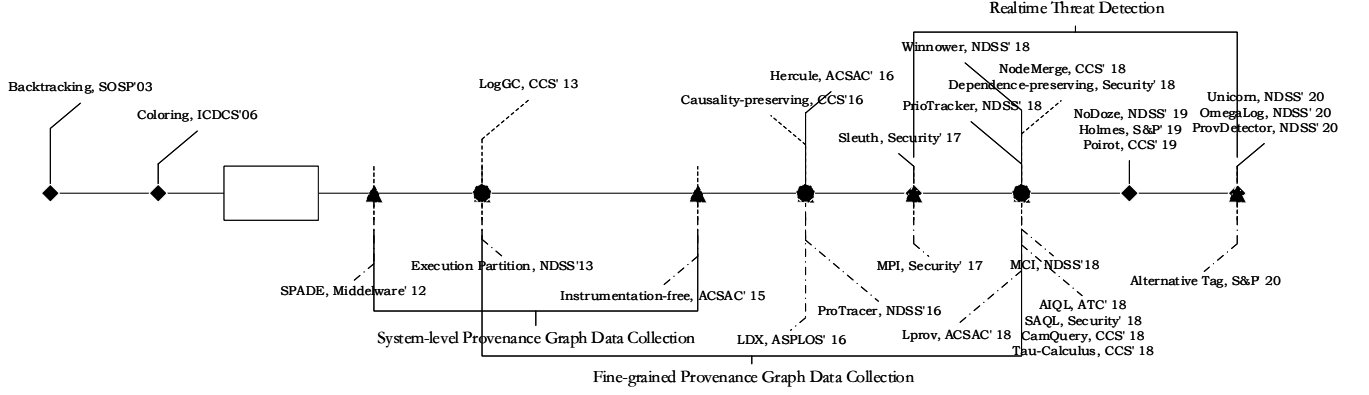 Realtime Threat Detection
Winnower, NDSS' 18
NodeMerge, CCS' 18
Dependence-preserving, Security' 18
Hercule, ACSAC' 16
LogGC, CCS' 13
Backtracking, SOSP'03
Causality-preserving, CCS'16
PrioTracker, NDSS' 18
Unicorn, NDSS' 20
OmegaLog, NDSS' 20
ProvDetector, NDSS' 20
Coloring, ICDCS'06
NoDoze, NDSS' 19
Holmes, S&P' 19
Poirot, CCS' 19
Sleuth, Security' 17
Execution Partition, NDSS'13
MPI, Security' 17
MCI, NDSS'18
Alternative Tag, S&P' 20
SPADE, Middelware' 12
Instrumentation-free, ACSAC' 15
ProTracer, NDSS'16
AIQL, ATC' 18
SAQL, Security' 18
CamQuery, CCS' 18
Tau-Calculus, CCS' 18
Lprov, ACSAC' 18
LDX, ASPLOS' 16
System-level Provenance Graph Data Collection
Fine-grained Provenance Graph Data Collection